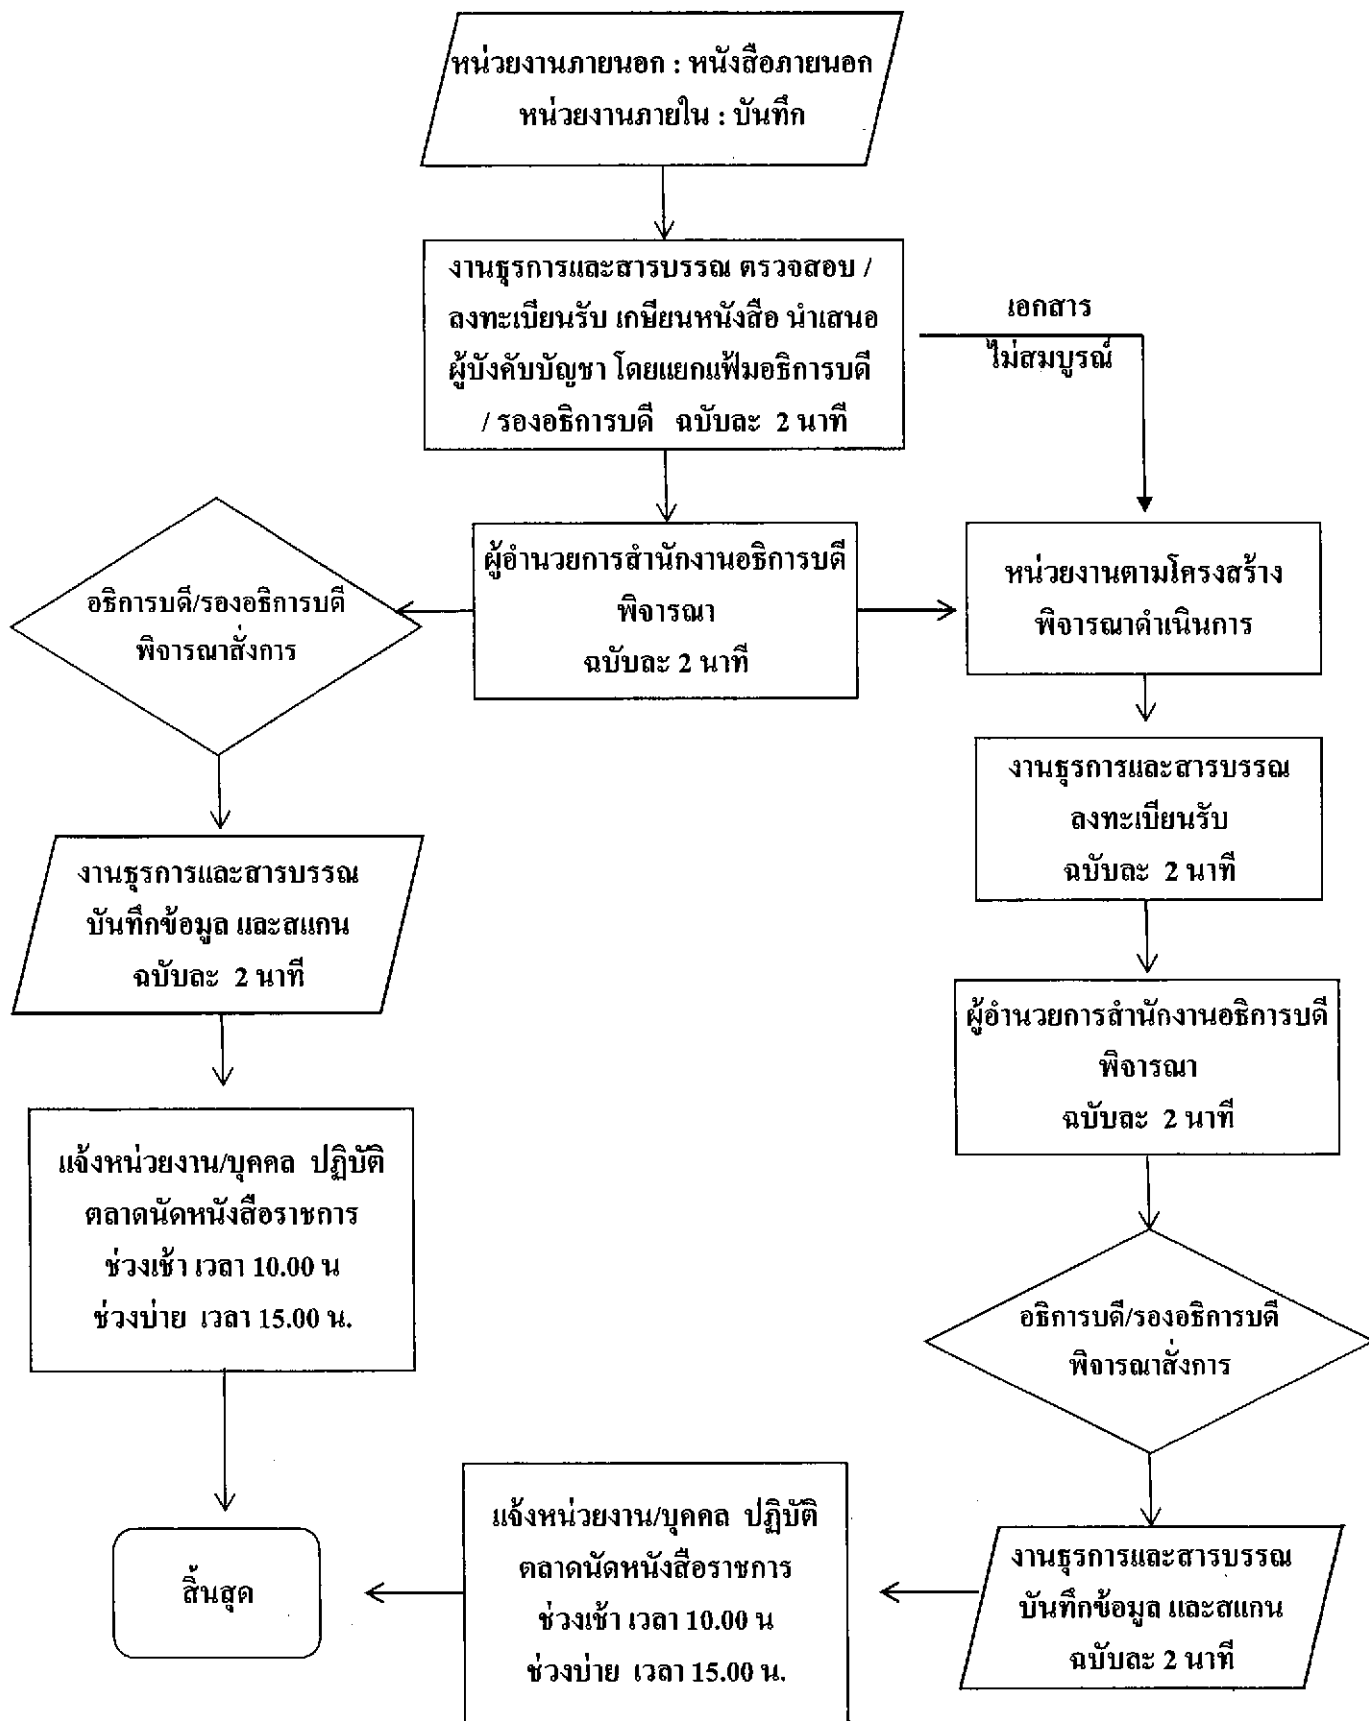 หน่วยงานภายนอก : หนังสือภายนอก
หน่วยงานภายใน : บันทึก
งานธุรการและสารบรรณ ตรวจสอบ /
ลงทะเบียนรับ เกษียนหนังสือ นำเสนอ
ผู้บังคับบัญชา โดยแยกแฟ้มอธิการบดี
/ รองอธิการบดี ฉบับละ 2 นาที
เอกสาร
ไม่สมบูรณ์
อธิการบดี/รองอธิการบดี
พิจารณาสั่งการ
ผู้อำนวยการสำนักงานอธิการบดี
พิจารณา
ฉบับละ 2 นาที
หน่วยงานตามโครงสร้าง
พิจารณาดำเนินการ
งานธุรการและสารบรรณ
ลงทะเบียนรับ
ฉบับละ 2 นาที
งานธุรการและสารบรรณ
บันทึกข้อมูล และสแกน
ฉบับละ 2 นาที
ผู้อำนวยการสำนักงานอธิการบดี
พิจารณา
ฉบับละ 2 นาที
แจ้งหน่วยงาน/บุคคล ปฏิบัติ
ตลาดนัดหนังสือราชการ
ช่วงเช้า เวลา 10.00 น
ช่วงบ่าย เวลา 15.00 น.
อธิการบดี/รองอธิการบดี
พิจารณาสั่งการ
งานธุรการและสารบรรณ
บันทึกข้อมูล และสแกน
ฉบับละ 2 นาที
แจ้งหน่วยงาน/บุคคล ปฏิบัติ
ตลาดนัดหนังสือราชการ
ช่วงเช้า เวลา 10.00 น
ช่วงบ่าย เวลา 15.00 น.
สิ้นสุด